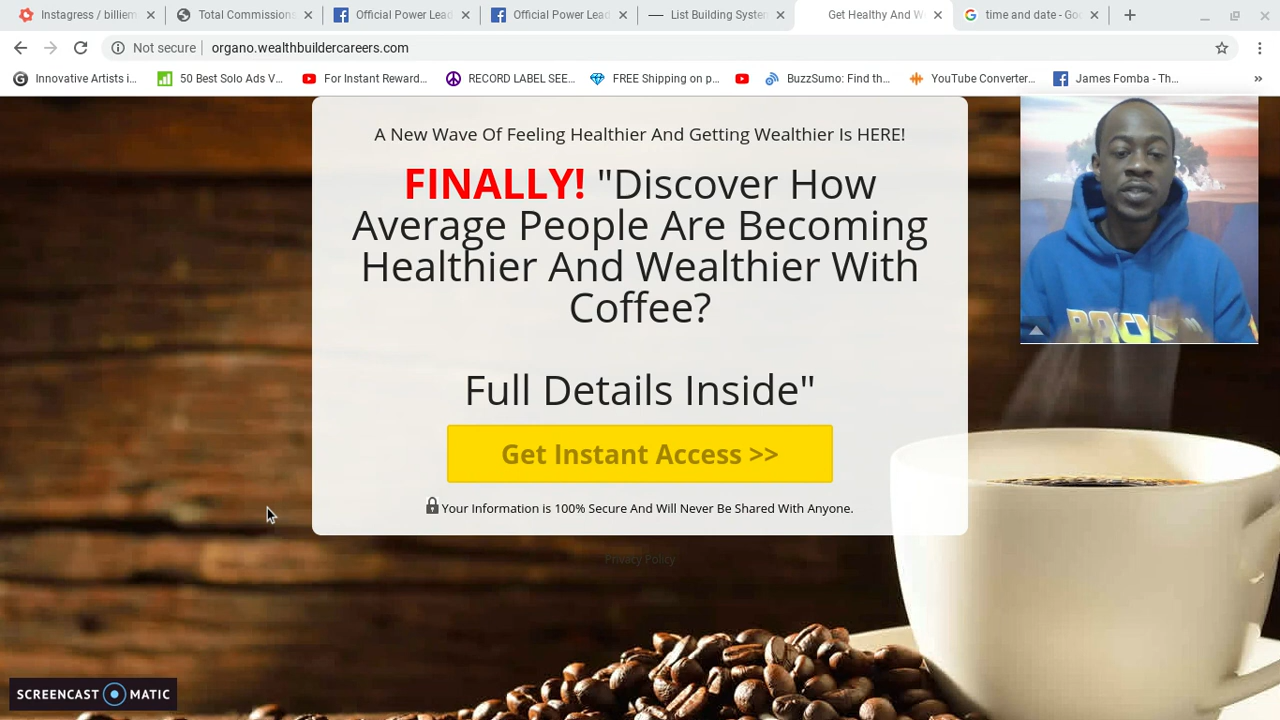 Instagress / billiem
Total Commissions
Official Power Lead
Official Power Lead
List Building System
Get Healthy And W
time and date - Goo
Not secure
organo.wealthbuildercareers.com
Innovative Artists i...
50 Best Solo Ads V...
For Instant Reward...
RECORD LABEL SEE...
FREE Shipping on p...
BuzzSumo: Find th...
YouTube Converter...
James Fomba - Th...
A New Wave Of Feeling Healthier And Getting Wealthier Is HERE!
FINALLY! "Discover How
Average People Are Becoming
Healthier And Wealthier With
Coffee?
Full Details Inside"
Get Instant Access >>
Your Information is 100% Secure And Will Never Be Shared With Anyone.
Privacy Policy
SCREENCAST MATIC